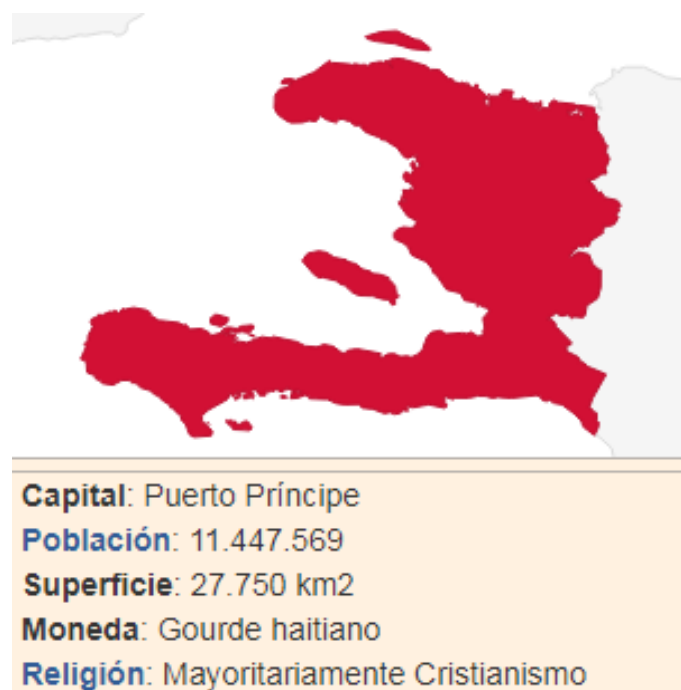 Capital: Puerto Príncipe
Población: 11.447.569
Superficie: 27.750 km2
Moneda: Gourde haitiano
Religión: Mayoritariamente Cristianismo